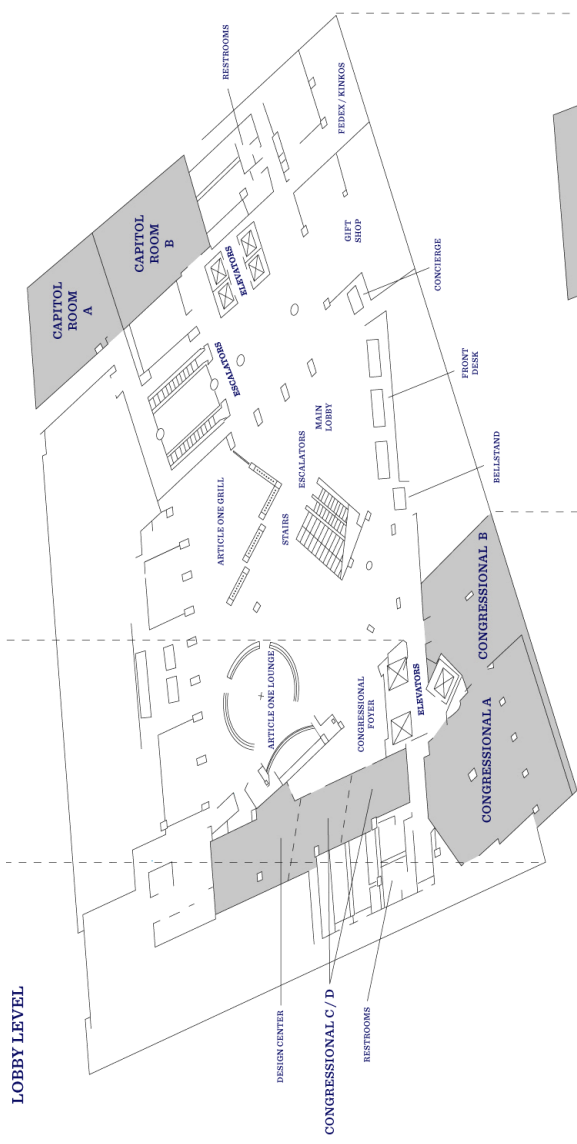 LOBBY LEVEL
DESIGN CENTER
CONGRESSIONAL C / D
RESTROOMS
ARTICLE ONE LOUNGE
CONGRESSIONAL
FOYER
ELEVATORS
CONGRESSIONAL A
CONGRESSIONAL B
ARTICLE ONE GRILL
STAIRS
ESCALATORS
MAIN
LOBBY
BELLSTAND
FRONT
DESK
CONCIERGE
ESCALATORS
ELEVATORS
CAPITOL
ROOM
A
CAPITOL
ROOM
B
GIFT
SHOP
FEDEX / KINKOS
RESTROOMS